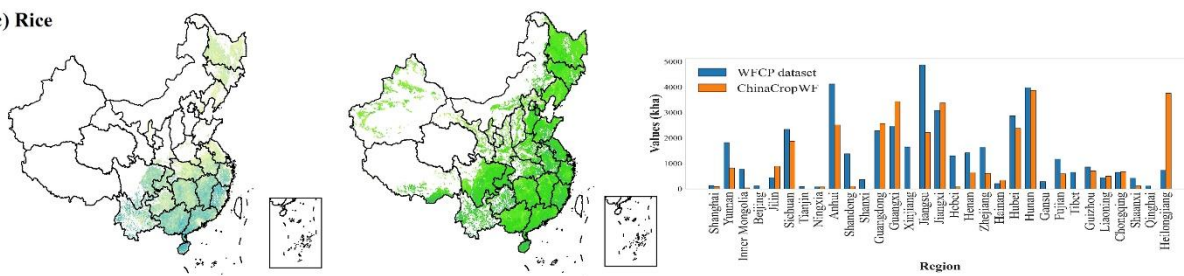 ) Rice
WFCP dataset
ChinaCropWF
Values (kha)
5000
4000
3000
2000
1000
0
Shanghai
Yunnan
Inner Mongolia
Beijing
Jilin
Sichuan
Tianjin
Ningxia
Anhui
Shandong
Shanxi
Guangdong
Guangxi
Xinjiang
Jiangsu
Jiangxi
Hebei
Henan
Zhejiang
Hainan
Hubei
Hunan
Gansu
Fujian
Tibet
Guizhou
Liaoning
Chongqing
Shaanxi
Qinghai
Heilongjiang
Region